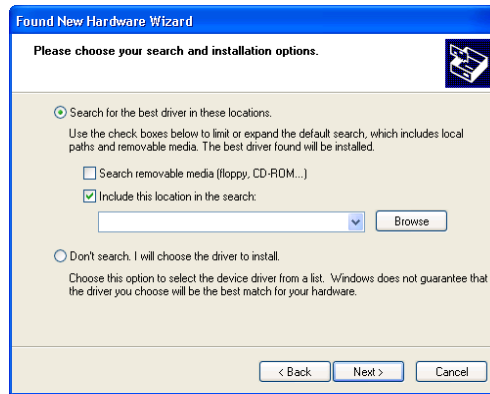 Found New Hardware Wizard
Please choose your search and installation options.
Search for the best driver in these locations.
Use the check boxes below to limit or expand the default search, which includes local
paths and removable media. The best driver found will be installed.
Search removable media (floppy, CD-ROM...)
Include this location in the search:
Browse
Don't search. I will choose the driver to install.
Choose this option to select the device driver from a list. Windows does not guarantee that
the driver you choose will be the best match for your hardware.
< Back Next > Cancel